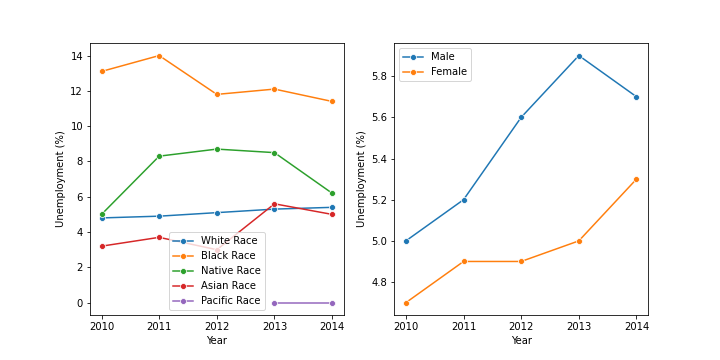 14
12
10
8
6
4
2
0
Unemployment (%)
White Race
Black Race
Native Race
Asian Race
Pacific Race
2010 2011 2012 2013 2014
Year
5.8
5.6
5.4
5.2
5.0
4.8
Unemployment (%)
Male
Female
2010 2011 2012 2013 2014
Year